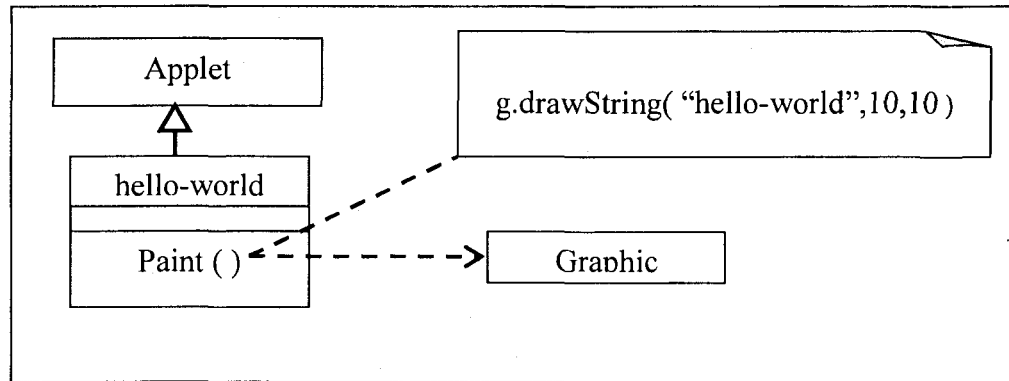 Applet
g.drawString( “hello-world”,10,10 )
hello-world
Paint ( )
Graphic